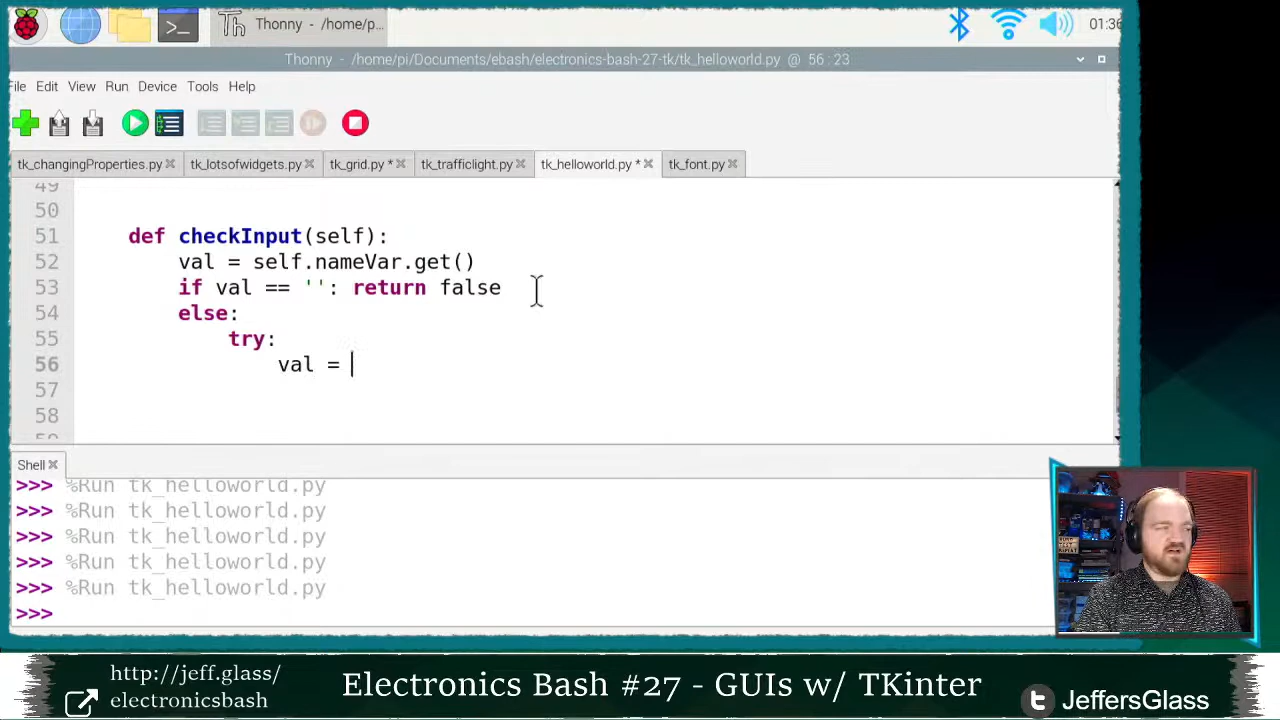 Thonny - /home/p...
01:36
Thonny - /home/pi/Documents/ebash/electronics-bash-27-tk/tk_helloworld.py @ 56 : 23
File Edit View Run Device Tools Help
tk_changingProperties.py tk_lotsofwidgets.py tk_grid.py * tk_trafficlight.py tk_helloworld.py * tk_font.py
49
50
51 def checkInput(self):
52 val = self.nameVar.get()
53 if val == '': return false
54 else:
55 try:
56 val =
57
58
59
Shell
>>> %Run tk_helloworld.py
>>> %Run tk_helloworld.py
>>> %Run tk_helloworld.py
>>> %Run tk_helloworld.py
>>> %Run tk_helloworld.py
>>>
http://jeff.glass/
electronicsbash
Electronics Bash #27 - GUIs w/ TKinter
JeffersGlass